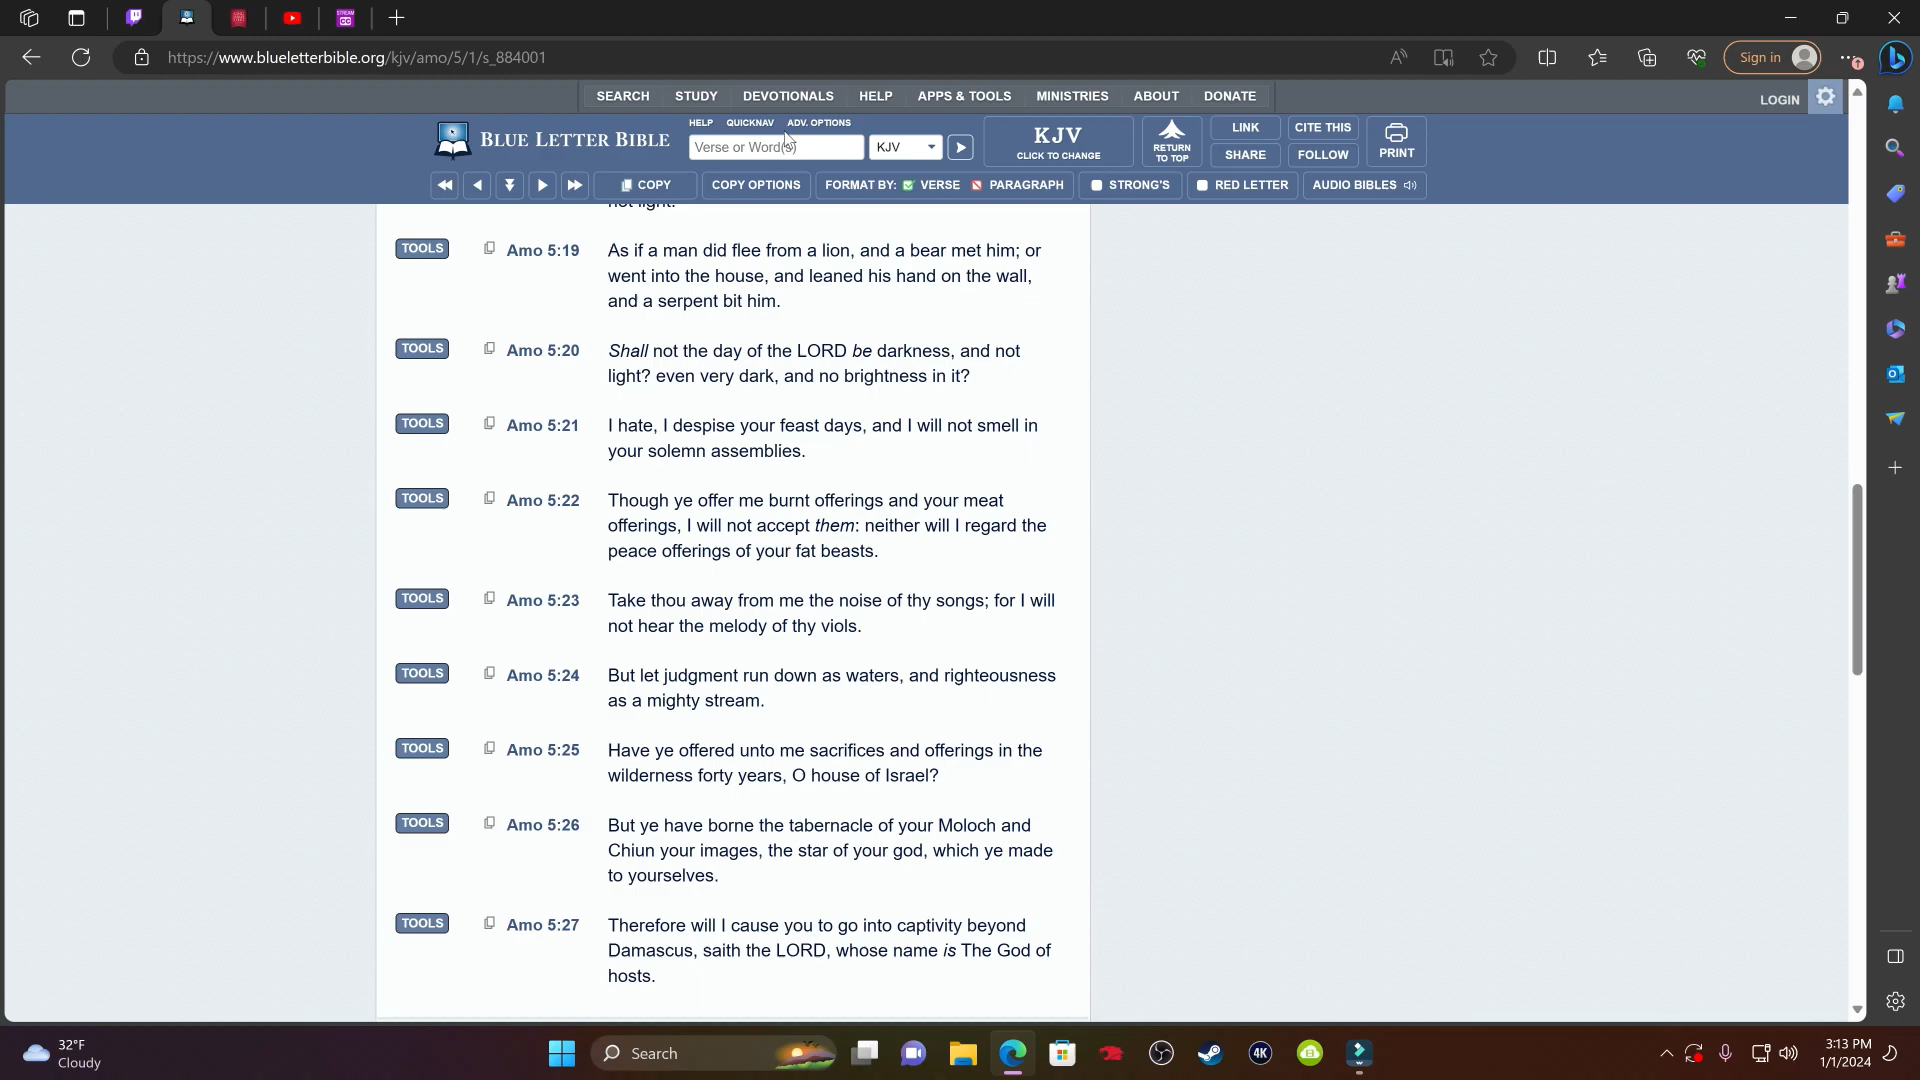 STREAM
CC
https://www.blueletterbible.org/kjv/amo/5/1/s_884001
Sign in
SEARCH STUDY DEVOTIONALS HELP APPS & TOOLS MINISTRIES ABOUT DONATE
LOGIN
BLUE LETTER BIBLE
HELP QUICKNAV ADV. OPTIONS
Verse or Word(s)
KJV
KJV
CLICK TO CHANGE
RETURN
TO TOP
LINK
CITE THIS
SHARE
FOLLOW
PRINT
COPY COPY OPTIONS FORMAT BY: VERSE PARAGRAPH STRONG'S RED LETTER AUDIO BIBLES
not light.
TOOLS Amo 5:19 As if a man did flee from a lion, and a bear met him; or
went into the house, and leaned his hand on the wall,
and a serpent bit him.
TOOLS Amo 5:20 Shall not the day of the LORD be darkness, and not
light? even very dark, and no brightness in it?
TOOLS Amo 5:21 I hate, I despise your feast days, and I will not smell in
your solemn assemblies.
TOOLS Amo 5:22 Though ye offer me burnt offerings and your meat
offerings, I will not accept them: neither will I regard the
peace offerings of your fat beasts.
TOOLS Amo 5:23 Take thou away from me the noise of thy songs; for I will
not hear the melody of thy viols.
TOOLS Amo 5:24 But let judgment run down as waters, and righteousness
as a mighty stream.
TOOLS Amo 5:25 Have ye offered unto me sacrifices and offerings in the
wilderness forty years, O house of Israel?
TOOLS Amo 5:26 But ye have borne the tabernacle of your Moloch and
Chiun your images, the star of your god, which ye made
to yourselves.
TOOLS Amo 5:27 Therefore will I cause you to go into captivity beyond
Damascus, saith the LORD, whose name is The God of
hosts.
32°F
Cloudy
Search
4K
3:13 PM
1/1/2024